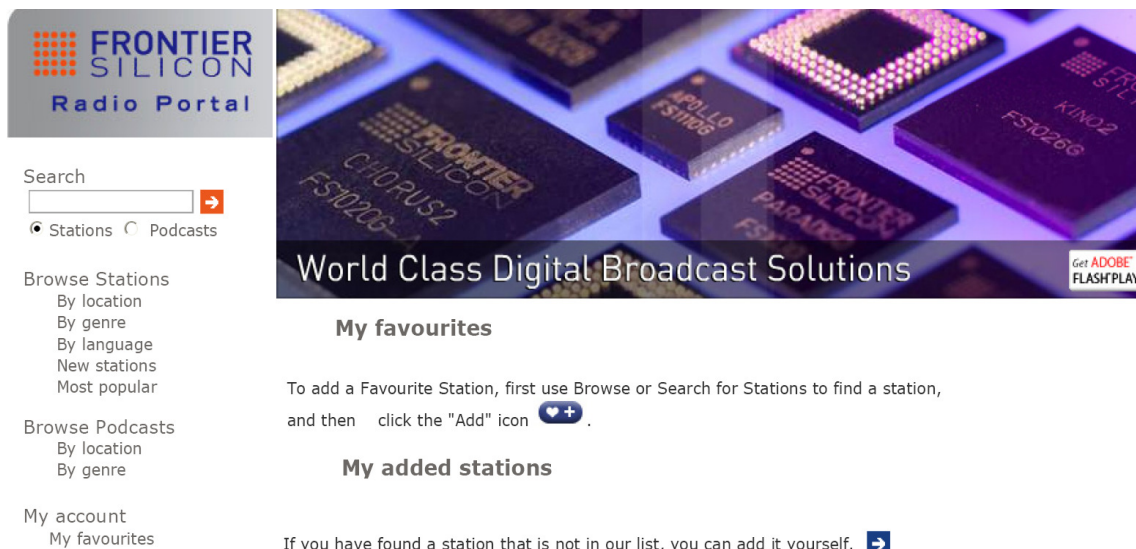 FRONTIER
SILICON
Radio Portal
Search
Stations
Podcasts
Browse Stations
By location
By genre
By language
New stations
Most popular
Browse Podcasts
By location
By genre
My account
My favourites
FRONTIER
SILICON
CHORUS2
FS1020G-A
APOLLO
FS1110G
FRONTIER
SILICON
KINO2
FS1026G
World Class Digital Broadcast Solutions
Get ADOBE
My favourites
To add a Favourite Station, first use Browse or Search for Stations to find a station,
and then click the "Add" icon .
My added stations
If you have found a station that is not in our list, you can add it yourself.